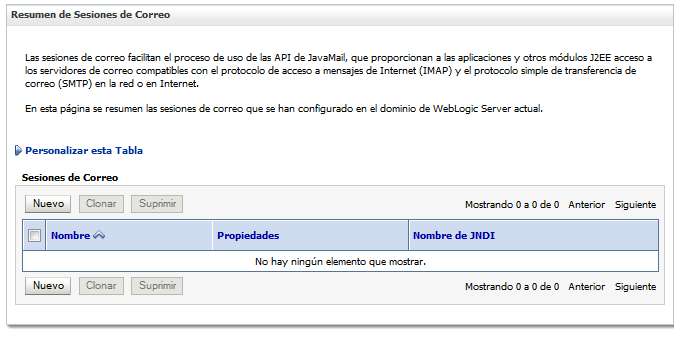 Resumen de Sesiones de Correo
Las sesiones de correo facilitan el proceso de uso de las API de JavaMail, que proporcionan a las aplicaciones y otros módulos J2EE acceso a
los servidores de correo compatibles con el protocolo de acceso a mensajes de Internet (IMAP) y el protocolo simple de transferencia de
correo (SMTP) en la red o en Internet.
En esta página se resumen las sesiones de correo que se han configurado en el dominio de WebLogic Server actual.
Personalizar esta Tabla
Sesiones de Correo
Nuevo Clonar Suprimir Mostrando 0 a 0 de 0 Anterior Siguiente
Nombre Propiedades Nombre de JNDI
No hay ningún elemento que mostrar.
Nuevo Clonar Suprimir Mostrando 0 a 0 de 0 Anterior Siguiente